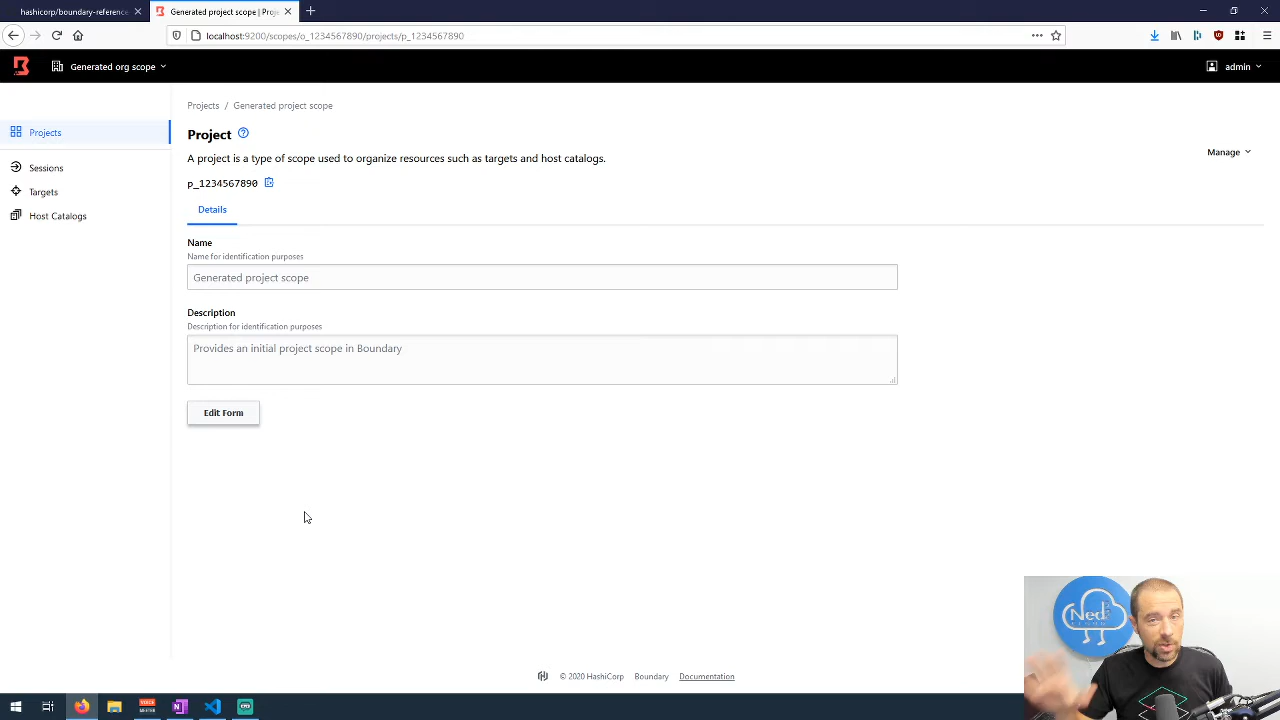 hashicorp/boundary-reference-
Generated project scope | Proj
localhost:9200/scopes/o_1234567890/projects/p_1234567890
Generated org scope
admin
Projects / Generated project scope
Projects
Project
A project is a type of scope used to organize resources such as targets and host catalogs.
Manage
Sessions
p_1234567890
Targets
Details
Host Catalogs
Name
Name for identification purposes
Generated project scope
Description
Description for identification purposes
Provides an initial project scope in Boundary
Edit Form
Ned
© 2020 HashiCorp Boundary Documentation